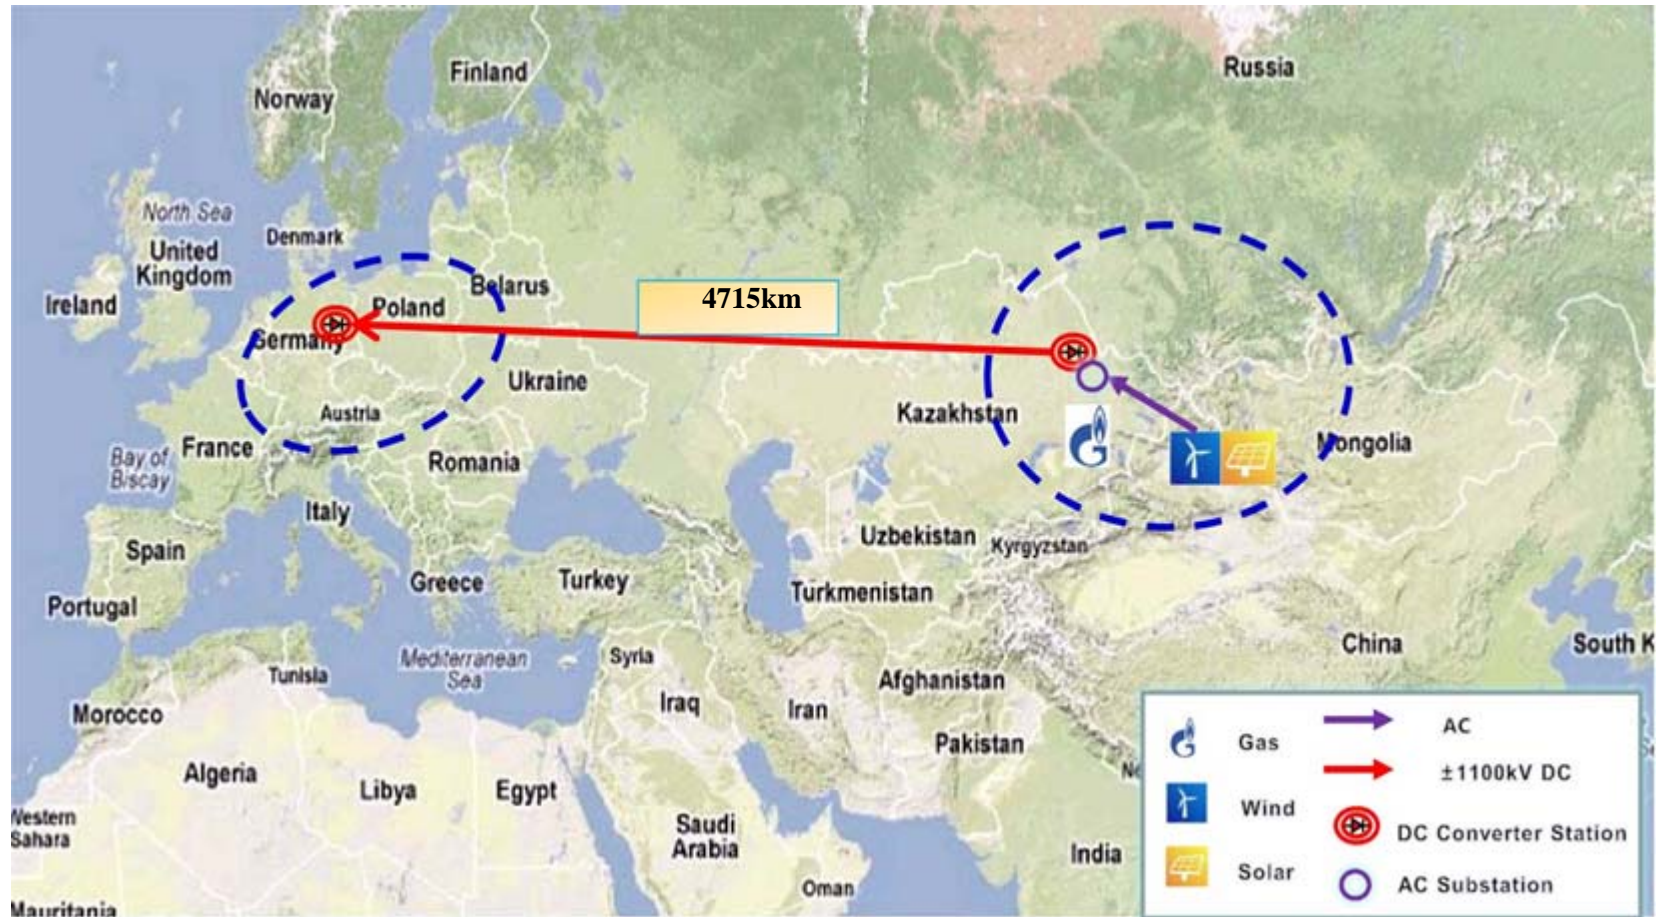 Finland
Russia
Norway
North Sea
Denmark
United
Kingdom
Ireland
Belarus
Poland
4715km
Germany
Ukraine
Austria
Kazakhstan
France
Mongolia
Bay of
Biscay
Romania
Italy
Spain
Uzbekistan
Kyrgyzstan
Greece
Turkey
Turkmenistan
Portugal
China
South K
Mediterranean
Sea
Syria
Tunisia
Afghanistan
Iraq
Iran
Morocco
Pakistan
Ne
Algeria
Libya
Egypt
Western
Sahara
Saudi
Arabia
India
Oman
Mauritania
Gas
AC
±1100kV DC
Wind
DC Converter Station
Solar
AC Substation